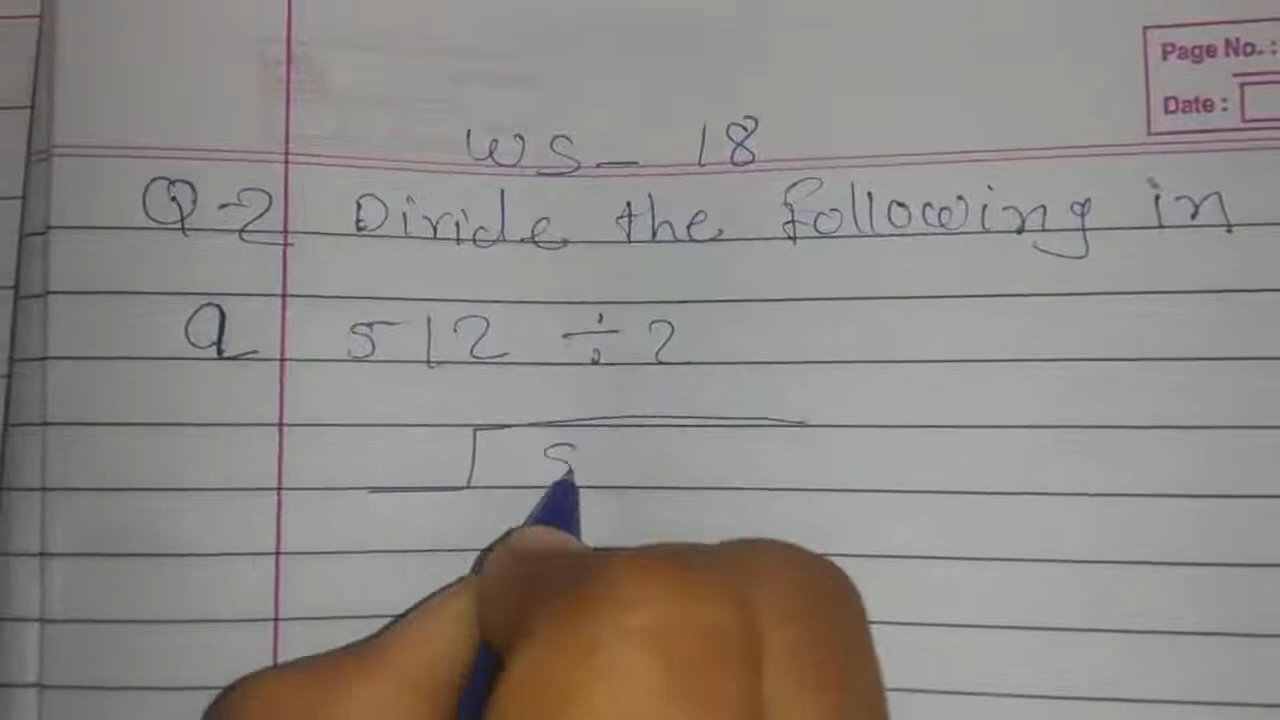 Page No. :
Date :
WS - 18
Q-2 Divide the following in
a 512 ÷ 2
5